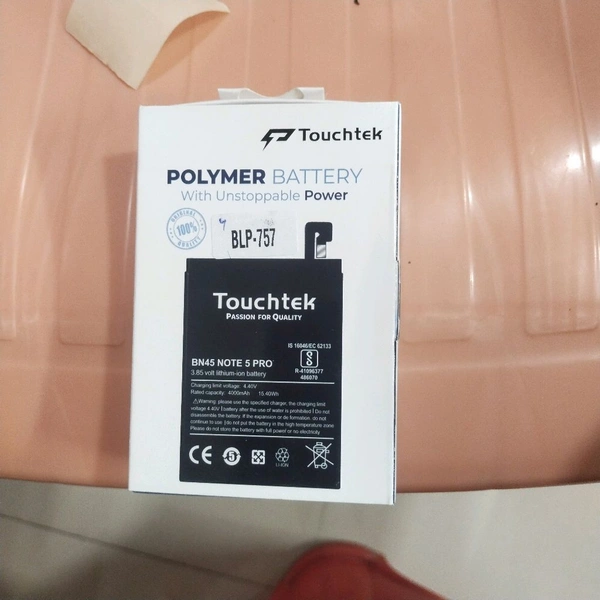 Touchtek
POLYMER BATTERY
With Unstoppable Power
ORIGINAL
100%
QUALITY
BLP-757
Touchtek
PASSION FOR QUALITY
IS 16046/IEC 62133
BN45 NOTE 5 PRO
3.85 volt lithium-ion battery
R-41096377
486070
Charging limit voltage: 4.40V
Rated capacity: 4000mAh 15.40Wh
Warning: please use the specified charger, the charging limit
voltage 4.40V | battery after the use of water is prohibited | Do not
disassemble the battery. If the expansion or de formation. do not
continue to use. | do not put the battery in the high temperature zone
Please do not store the battery with full power or no electricity.
CE
5
LI-ION